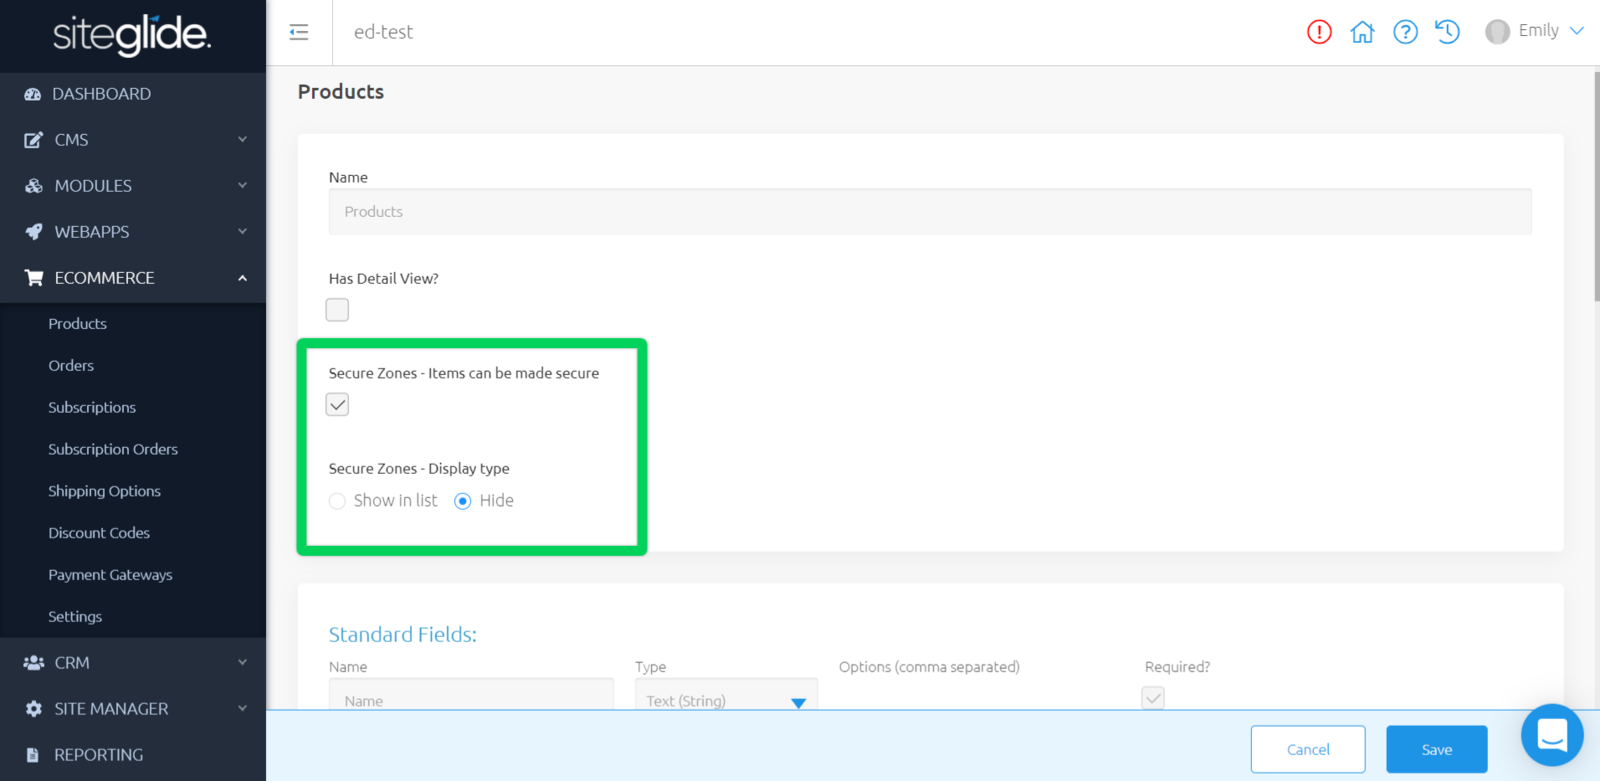 siteglide.
ed-test
Emily
DASHBOARD
CMS
MODULES
WEBAPPS
ECOMMERCE
Products
Orders
Subscriptions
Subscription Orders
Shipping Options
Discount Codes
Payment Gateways
Settings
CRM
SITE MANAGER
REPORTING
Products
Name
Products
Has Detail View?
Secure Zones - Items can be made secure
Secure Zones - Display type
Show in list Hide
Standard Fields:
Name Type Options (comma separated) Required?
Name Text (String)
Cancel Save